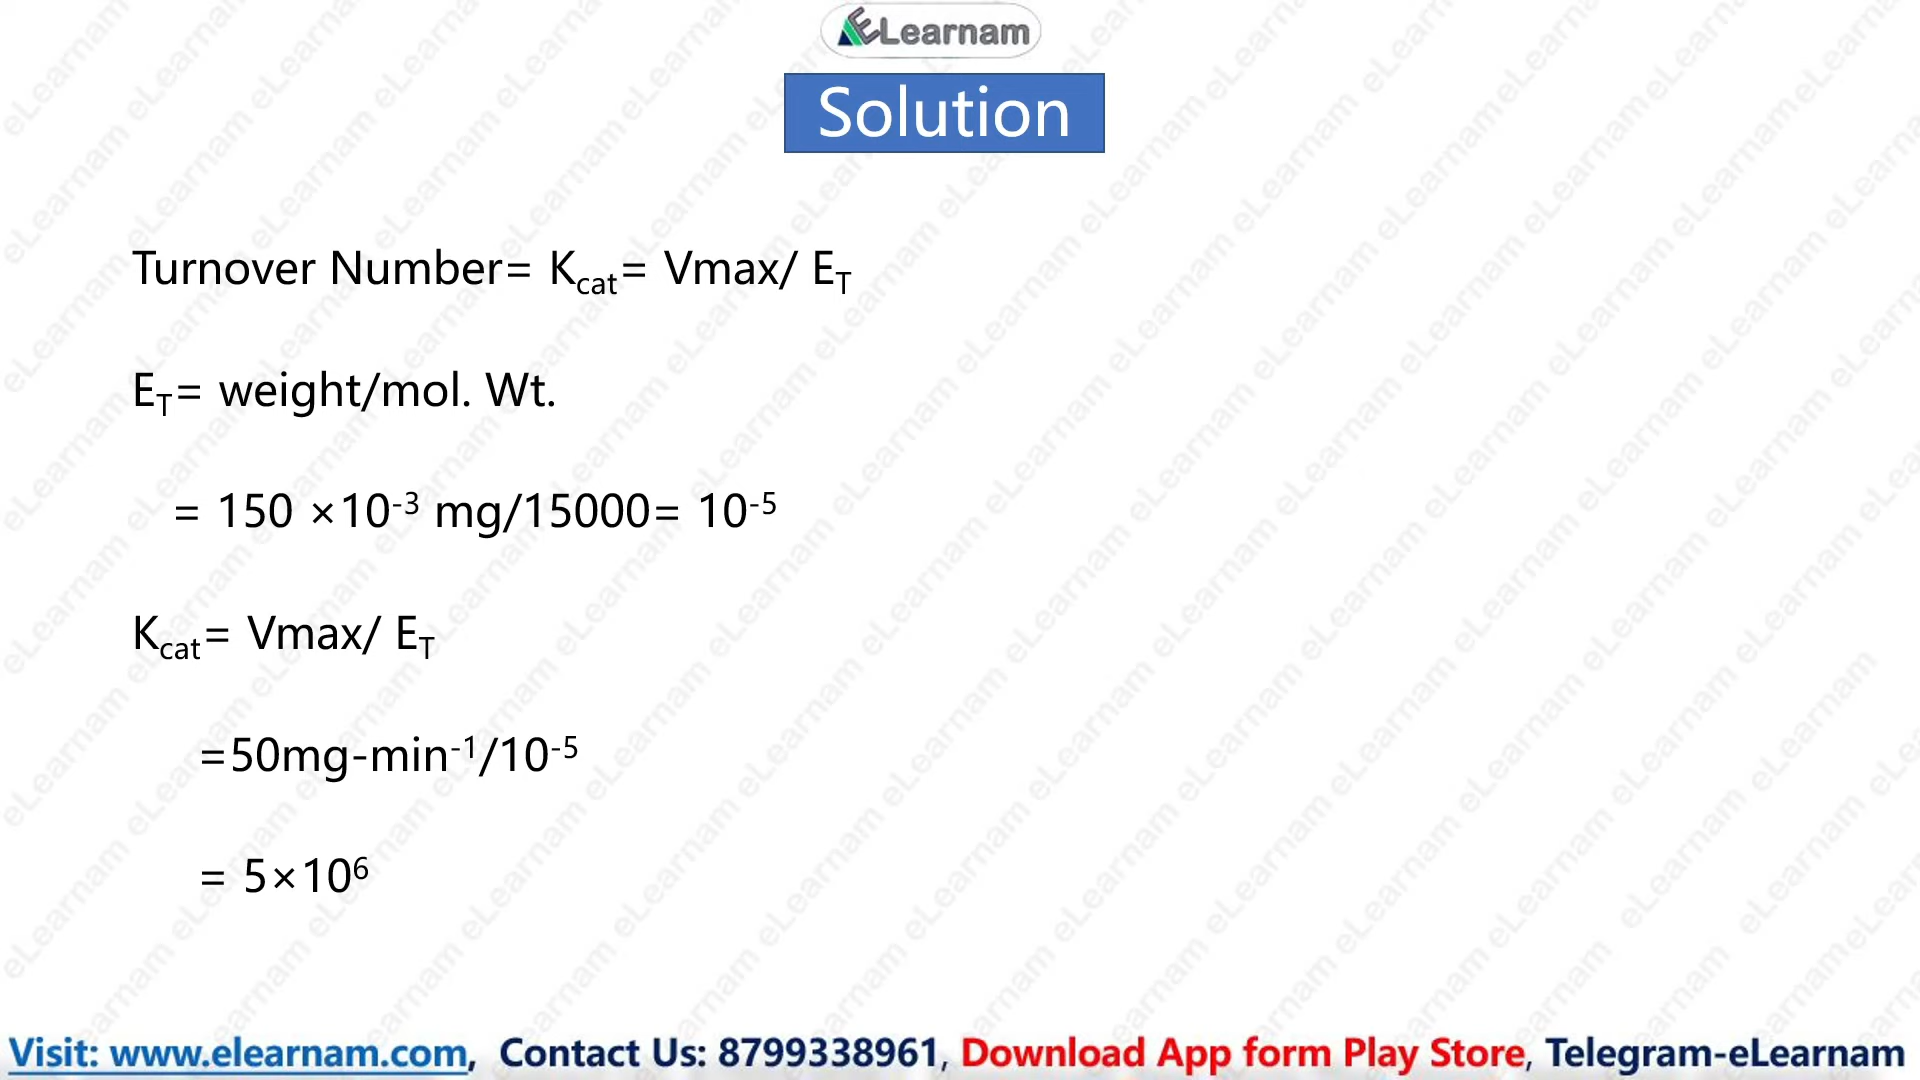 ELearnam
Solution
Turnover Number= Kcat= Vmax/ ET
ET= weight/mol. Wt.
= 150 ×10-3 mg/15000= 10-5
Kcat= Vmax/ ET
=50mg-min-1/10-5
= 5×106
Visit: www.elearnam.com, Contact Us: 8799338961, Download App form Play Store, Telegram-eLearnam